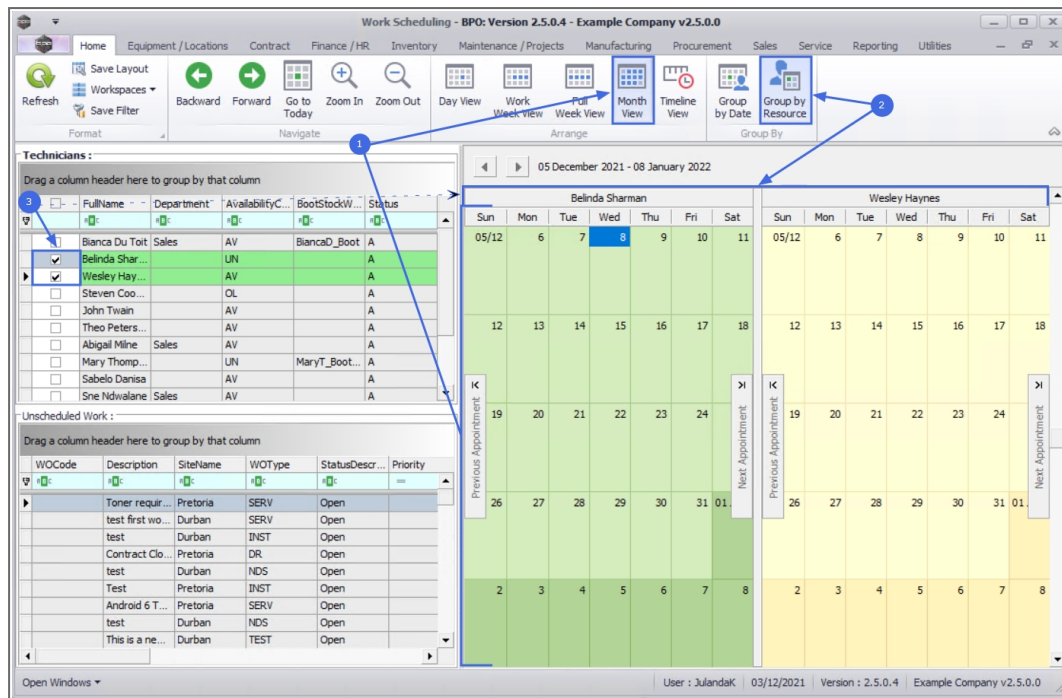 Work Scheduling - BPO: Version 2.5.0.4 - Example Company v2.5.0.0
Home Equipment / Locations Contract Finance / HR Inventory Maintenance / Projects Manufacturing Procurement Sales Service Reporting Utilities
Save Layout
Workspaces
Save Filter
Refresh
Backward Forward Go to Today Zoom In Zoom Out
Day View Work Week View Full Week View Month View Timeline View
Group by Date Group by Resource
Format Navigate Arrange Group By
1
2
3
Technicians :
Drag a column header here to group by that column
FullName Department AvailabilityC... BootStockW... Status
Bianca Du Toit Sales AV BiancaD_Boot A
Belinda Shar... UN A
Wesley Hay... AV A
Steven Coo... OL A
John Twain AV A
Theo Peters... AV A
Abigail Milne Sales AV A
Mary Thomp... UN MaryT_Boot... A
Sabelo Danisa AV A
Sne Ndwalane Sales AV A
Unscheduled Work :
Drag a column header here to group by that column
WOCode Description SiteName WOType StatusDescr... Priority
Toner requir... Pretoria SERV Open
test first wo... Durban SERV Open
test Durban INST Open
Contract Clo... Pretoria DR Open
test Durban NDS Open
Test Pretoria INST Open
Android 6 T... Pretoria SERV Open
test Durban NDS Open
This is a ne... Durban TEST Open
05 December 2021 - 08 January 2022
Belinda Sharman Wesley Haynes
Sun Mon Tue Wed Thu Fri Sat Sun Mon Tue Wed Thu Fri Sat
05/12 6 7 8 9 10 11 05/12 6 7 8 9 10 11
12 13 14 15 16 17 18 12 13 14 15 16 17 18
19 20 21 22 23 24 19 20 21 22 23 24
26 27 28 29 30 31 01. 26 27 28 29 30 31 01.
2 3 4 5 6 7 8 2 3 4 5 6 7 8
Previous Appointment
Next Appointment
Previous Appointment
Next Appointment
Open Windows
User : JulandaK 03/12/2021 Version : 2.5.0.4 Example Company v2.5.0.0